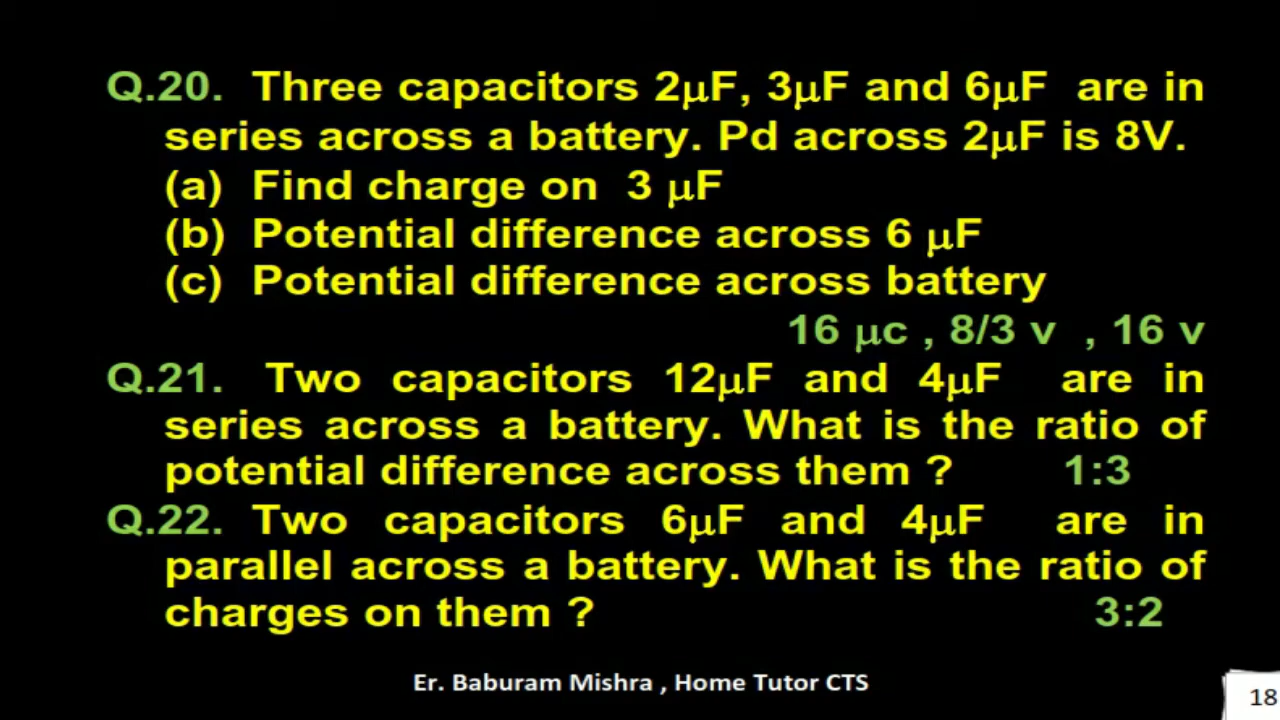 Q.20. Three capacitors 2μF, 3μF and 6μF are in
series across a battery. Pd across 2μF is 8V.
(a) Find charge on 3 μF
(b) Potential difference across 6 μF
(c) Potential difference across battery
16 μc , 8/3 v , 16 v
Q.21. Two capacitors 12μF and 4μF are in
series across a battery. What is the ratio of
potential difference across them ? 1:3
Q.22. Two capacitors 6μF and 4μF are in
parallel across a battery. What is the ratio of
charges on them ? 3:2
Er. Baburam Mishra , Home Tutor CTS
18